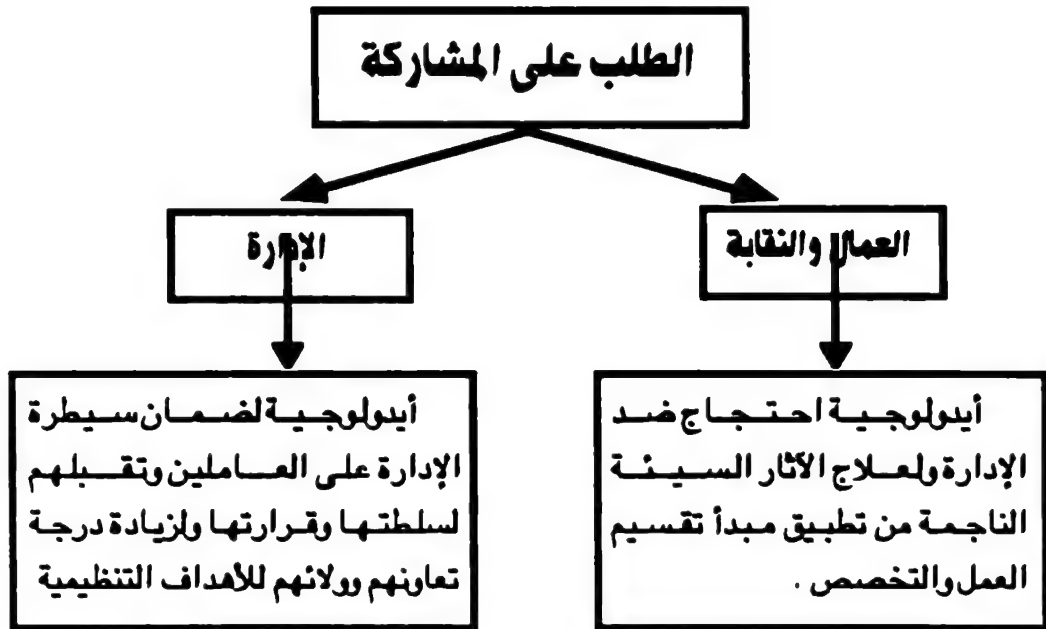 الطلب على المشاركة
العمال والنقابة
الإدارة
أيدولوجية احتجاج ضد
الإدارة ولعلاج الآثار السيئة
الناجمة من تطبيق مبدأ تقسيم
العمل والتخصص .
أيدولوجية لضمان سيطرة
الإدارة على العاملين وتقبلهم
لسلطتها وقرارتها ولزيادة درجة
تعاونهم وولائهم للأهداف التنظيمية